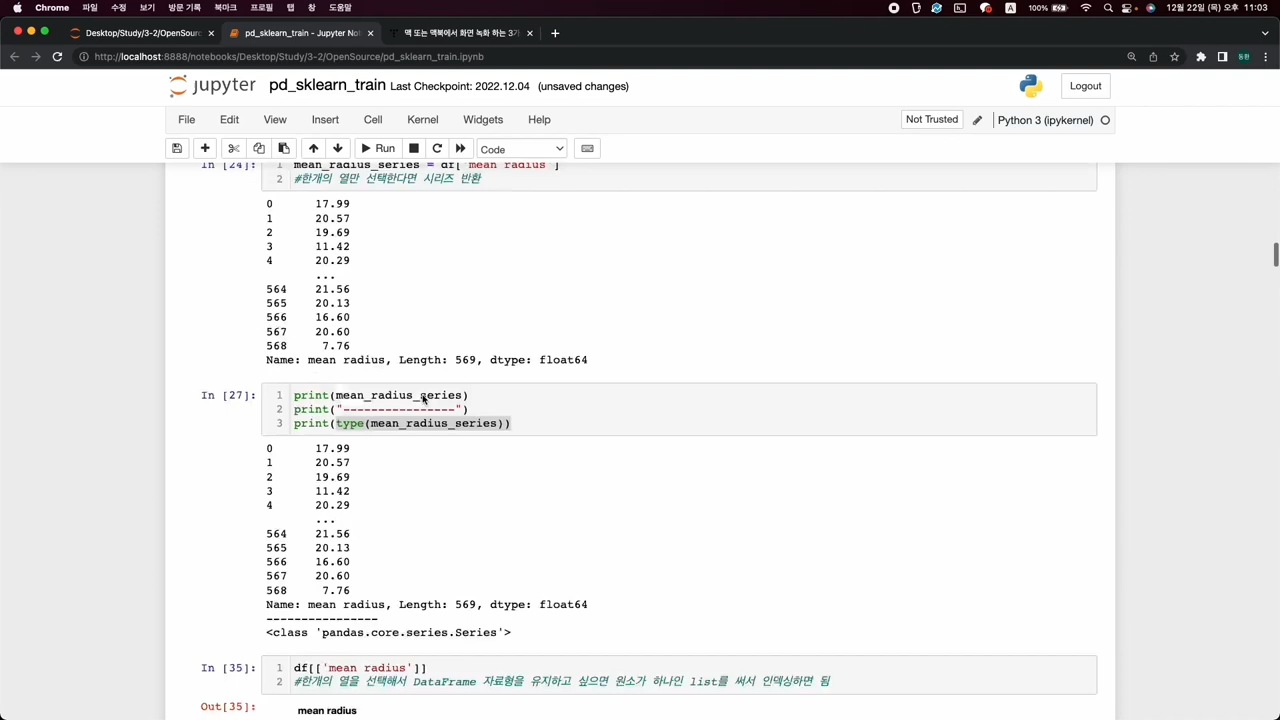 Chrome 파일 수정 보기 방문 기록 북마크 프로필 탭 창 도움말 100% 12월 22일 (목) 오후 11:03
Desktop/Study/3-2/OpenSourc pd_sklearn_train - Jupyter Not 맥 또는 맥북에서 화면 녹화 하는 3가
http://localhost:8888/notebooks/Desktop/Study/3-2/OpenSource/pd_sklearn_train.ipynb
jupyter pd_sklearn_train Last Checkpoint: 2022.12.04 (unsaved changes) Logout
File Edit View Insert Cell Kernel Widgets Help Not Trusted Python 3 (ipykernel)
Run Code
In [24]: 1 mean_radius_series = df['mean radius']
2 #한개의 열만 선택한다면 시리즈 반환
0 17.99
1 20.57
2 19.69
3 11.42
4 20.29
...
564 21.56
565 20.13
566 16.60
567 20.60
568 7.76
Name: mean radius, Length: 569, dtype: float64
In [27]: 1 print(mean_radius_series)
2 print("----------------")
3 print(type(mean_radius_series))
0 17.99
1 20.57
2 19.69
3 11.42
4 20.29
...
564 21.56
565 20.13
566 16.60
567 20.60
568 7.76
Name: mean radius, Length: 569, dtype: float64
----------------
<class 'pandas.core.series.Series'>
In [35]: 1 df[['mean radius']]
2 #한개의 열을 선택해서 DataFrame 자료형을 유지하고 싶으면 원소가 하나인 list를 써서 인덱싱하면 됨
Out[35]: mean radius